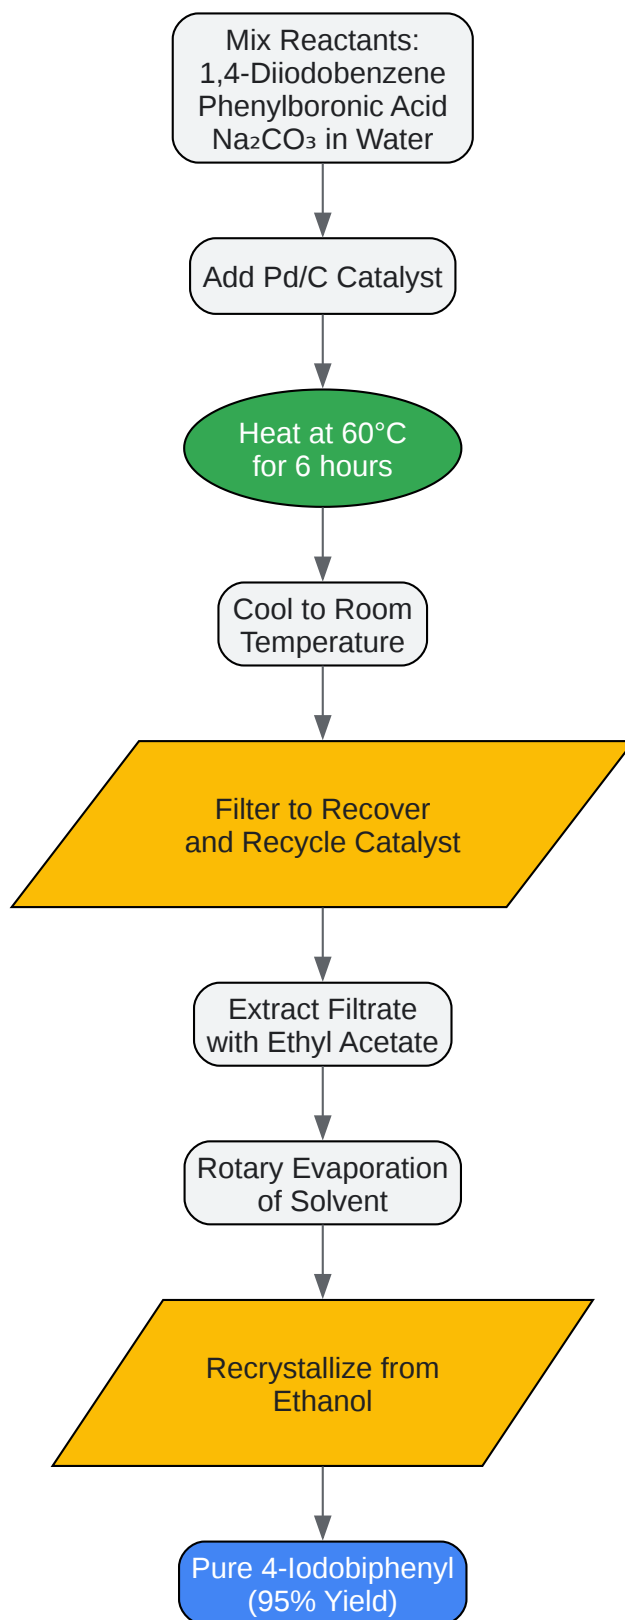 Mix Reactants:
1,4-Diiodobenzene
Phenylboronic Acid
Na₂CO₃ in Water
Add Pd/C Catalyst
Heat at 60°C
for 6 hours
Cool to Room
Temperature
Filter to Recover
and Recycle Catalyst
Extract Filtrate
with Ethyl Acetate
Rotary Evaporation
of Solvent
Recrystallize from
Ethanol
Pure 4-Iodobiphenyl
(95% Yield)